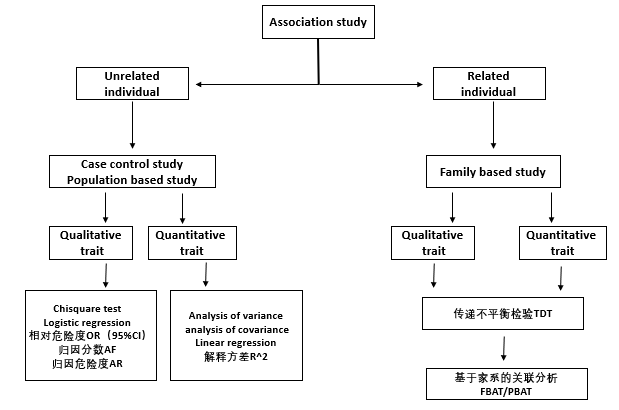 Association study
Unrelated
individual
Related
individual
Case control study
Population based study
Family based study
Qualitative
trait
Quantitative
trait
Qualitative
trait
Quantitative
trait
Chisquare test
Logistic regression
相对危险度OR（95%CI）
归因分数AF
归因危险度AR
Analysis of variance
analysis of covariance
Linear regression
解释方差R^2
传递不平衡检验TDT
基于家系的关联分析
FBAT/PBAT